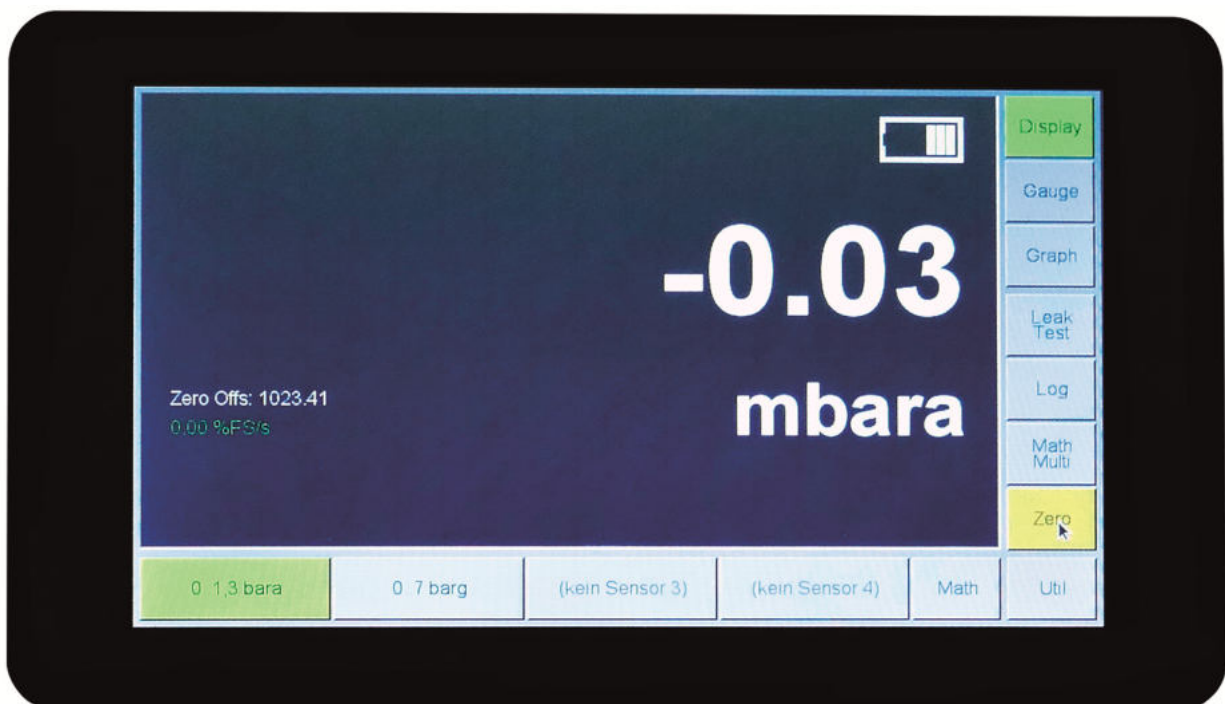 Display
Gauge
Graph
Leak
Test
Log
Math
Multi
Zero
-0.03
mbara
Zero Offs: 1023.41
0,00 %FS/s
0..1,3 bara
0..7 barg
(kein Sensor 3)
(kein Sensor 4)
Math
Util